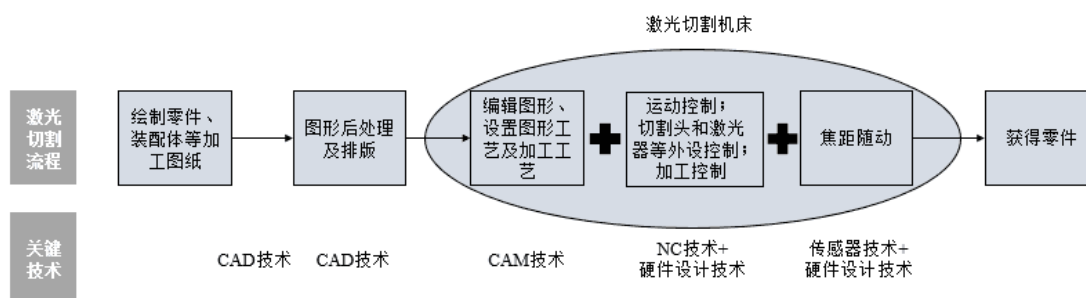 激光切割机床
激光
切割
流程
绘制零件、
装配体等加
工图纸
图形后处理
及排版
编辑图形、
设置图形工
艺及加工工
艺
运动控制；
切割头和激光
器等外设控制；
加工控制
焦距随动
获得零件
关键
技术
CAD技术
CAD技术
CAM技术
NC技术+
硬件设计技术
传感器技术+
硬件设计技术